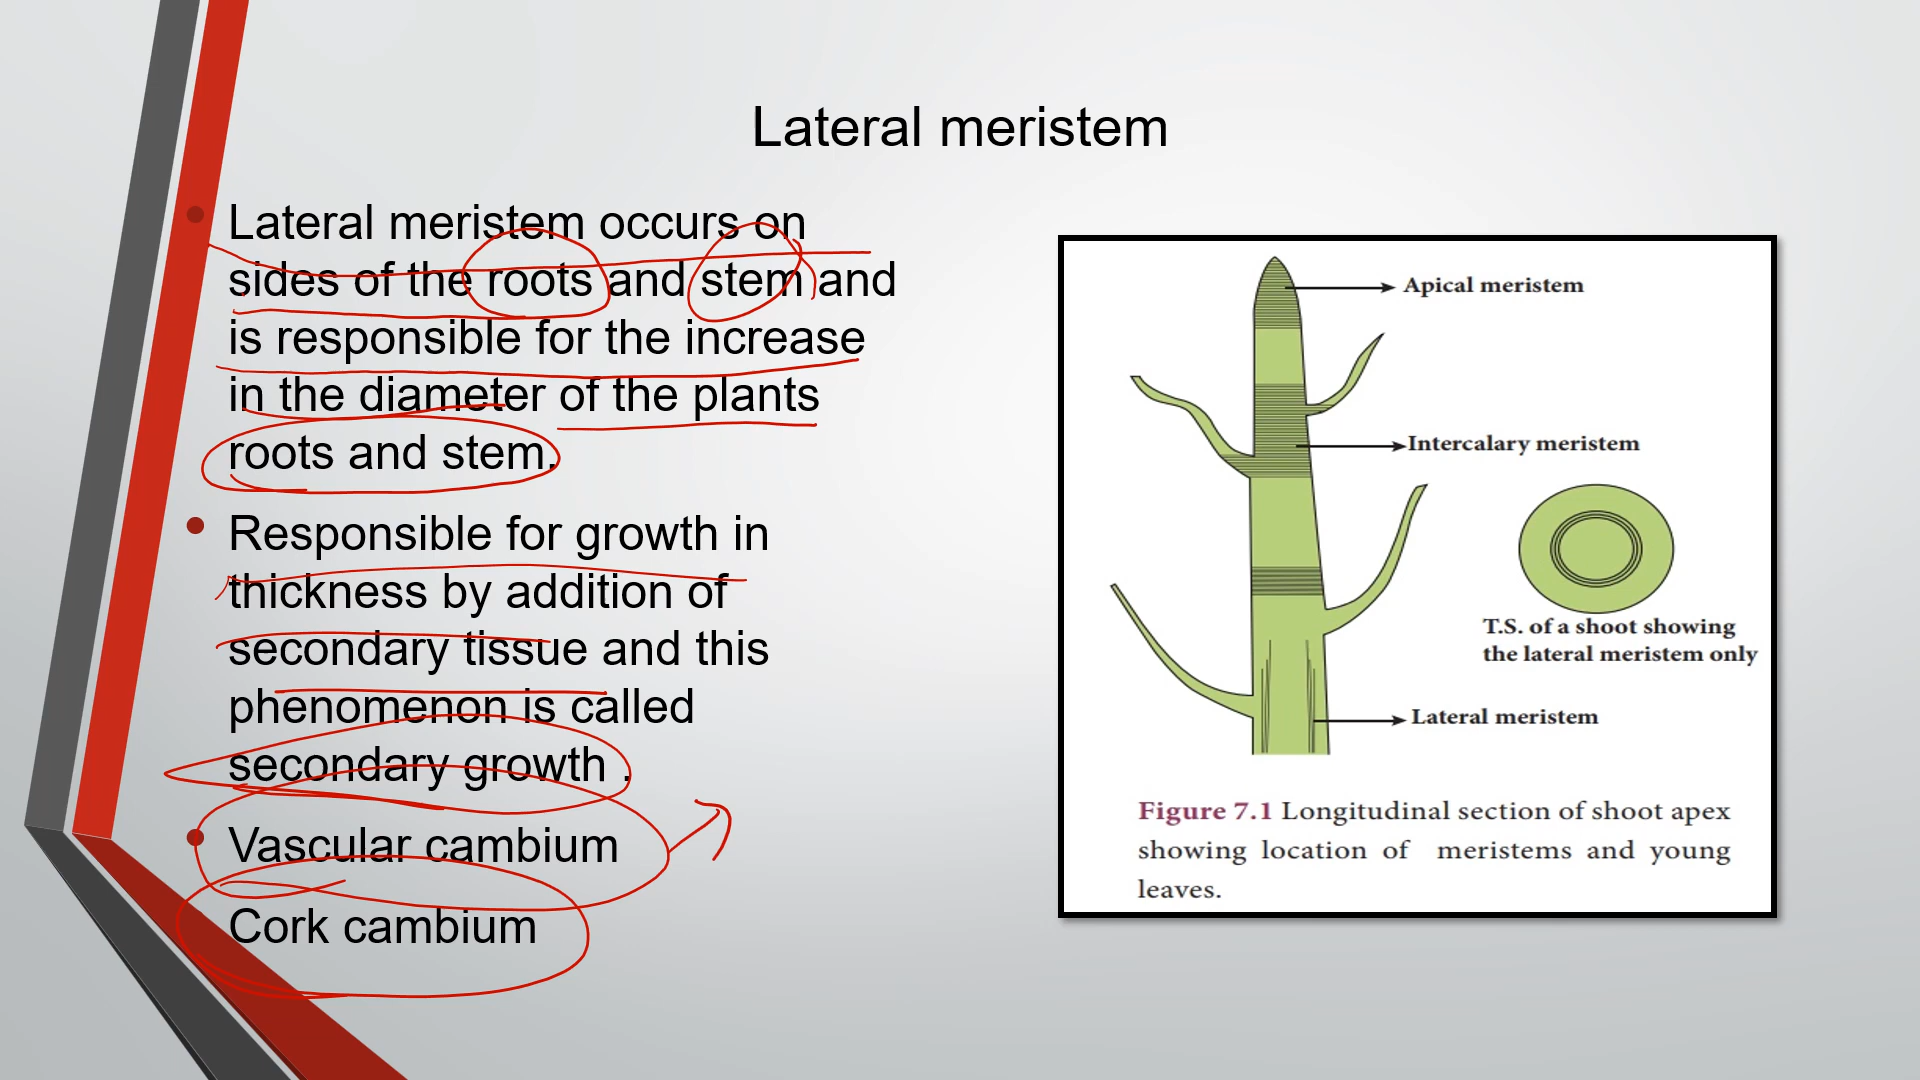 Lateral meristem
• Lateral meristem occurs on
sides of the roots and stem and
is responsible for the increase
in the diameter of the plants
roots and stem.
• Responsible for growth in
thickness by addition of
secondary tissue and this
phenomenon is called
secondary growth .
• Vascular cambium
Cork cambium
Apical meristem
Intercalary meristem
T.S. of a shoot showing
the lateral meristem only
Lateral meristem
Figure 7.1 Longitudinal section of shoot apex
showing location of meristems and young
leaves.